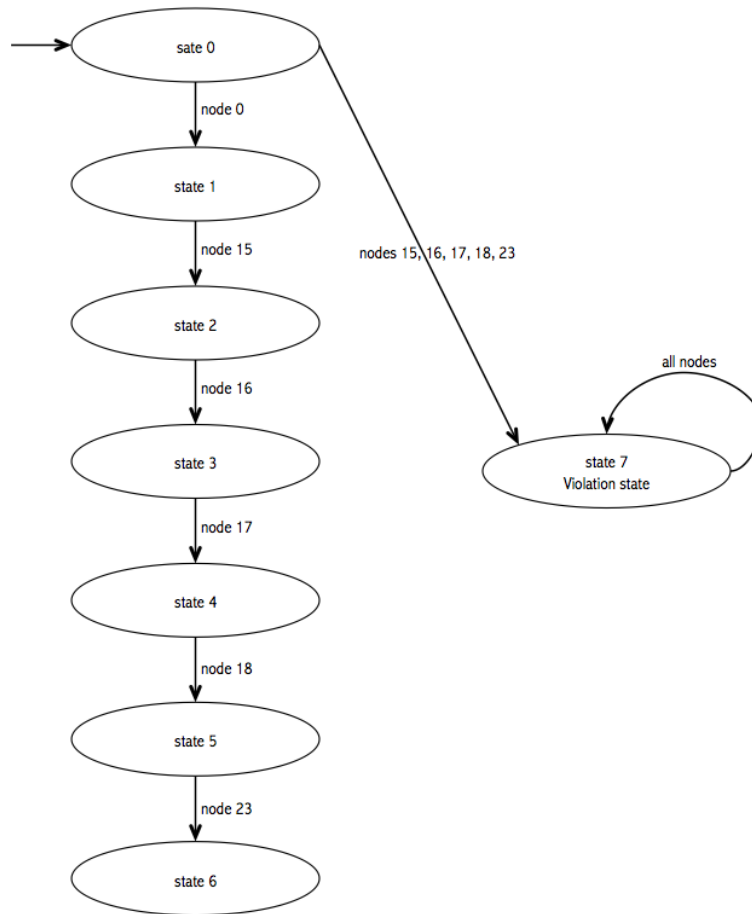 sate 0
node 0
state 1
node 15
nodes 15, 16, 17, 18, 23
state 2
all nodes
node 16
state 3
state 7
Violation state
node 17
state 4
node 18
state 5
node 23
state 6